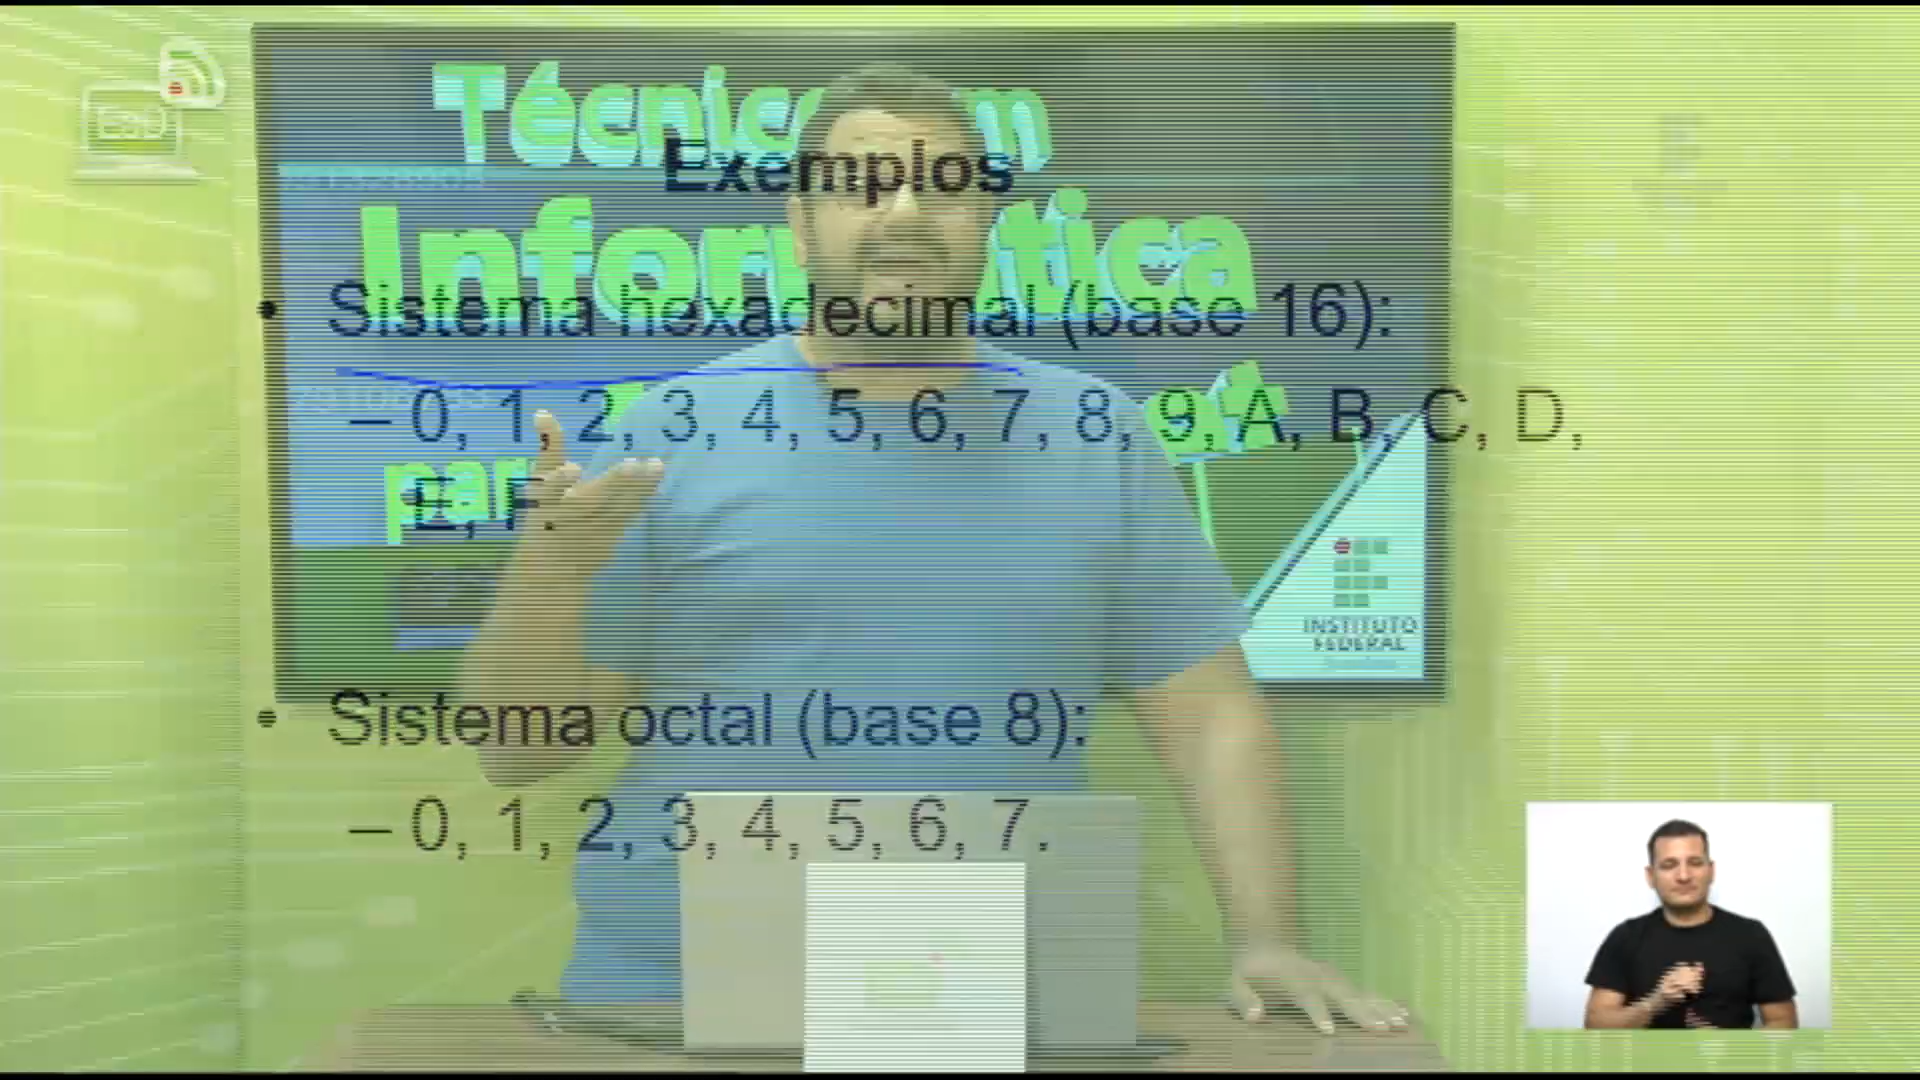 Técnico em
Exemplos
Informática
Sistema hexadecimal (base 16):
– 0, 1, 2, 3, 4, 5, 6, 7, 8, 9, A, B, C, D,
E, F.
par
INSTITUTO
FEDERAL
Sistema octal (base 8):
– 0, 1, 2, 3, 4, 5, 6, 7.